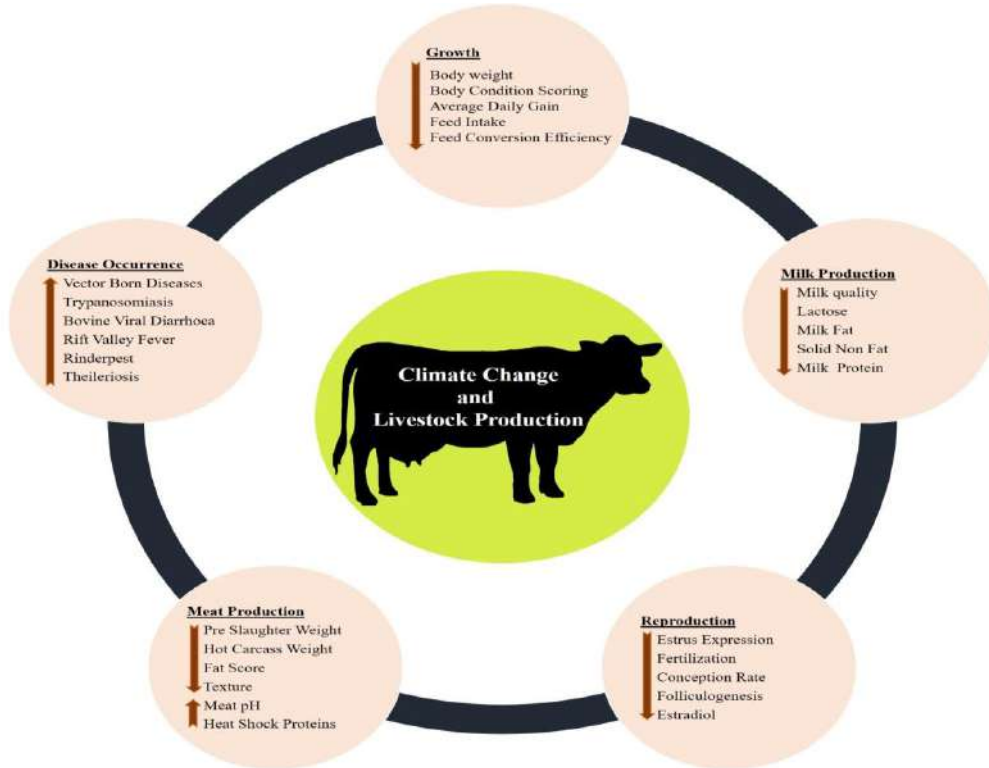 Growth
Body weight
Body Condition Scoring
Average Daily Gain
Feed Intake
Feed Conversion Efficiency
Disease Occurrence
Vector Born Diseases
Trypanosomiasis
Bovine Viral Diarrhoea
Rift Valley Fever
Rinderpest
Theileriosis
Milk Production
Milk quality
Lactose
Milk Fat
Solid Non Fat
Milk Protein
Climate Change
and
Livestock Production
Meat Production
Pre Slaughter Weight
Hot Carcass Weight
Fat Score
Texture
Meat pH
Heat Shock Proteins
Reproduction
Estrus Expression
Fertilization
Conception Rate
Folliculogenesis
Estradiol